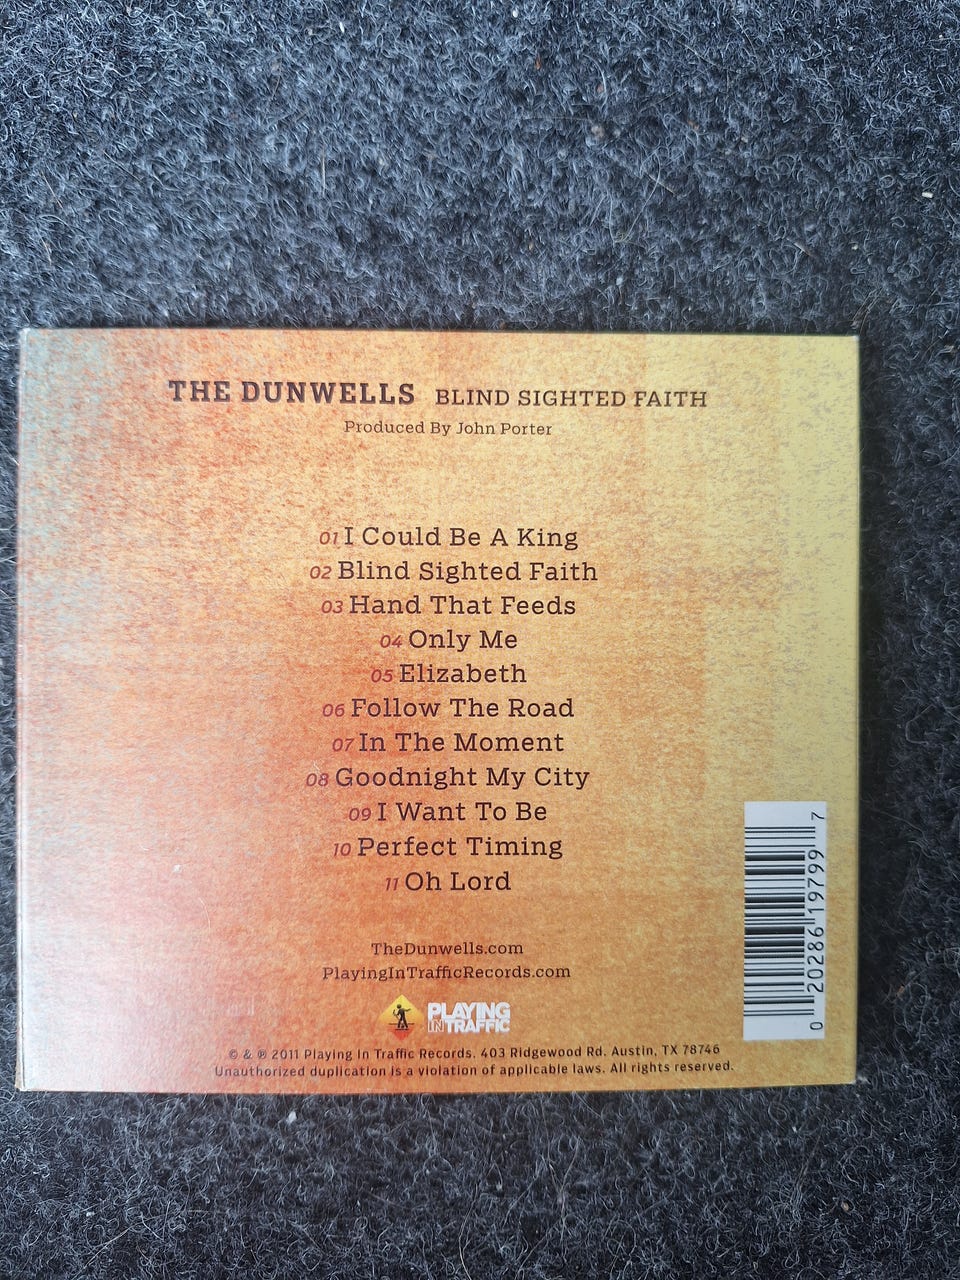 THE DUNWELLS BLIND SIGHTED FAITH
Produced By John Porter
01 I Could Be A King
02 Blind Sighted Faith
03 Hand That Feeds
04 Only Me
05 Elizabeth
06 Follow The Road
07 In The Moment
08 Goodnight My City
09 I Want To Be
10 Perfect Timing
11 Oh Lord
TheDunwells.com
PlayingInTrafficRecords.com
PLAYING
IN TRAFFIC
© & ℗ 2011 Playing In Traffic Records. 403 Ridgewood Rd. Austin, TX 78746
Unauthorized duplication is a violation of applicable laws. All rights reserved.
0 20286 19799 7